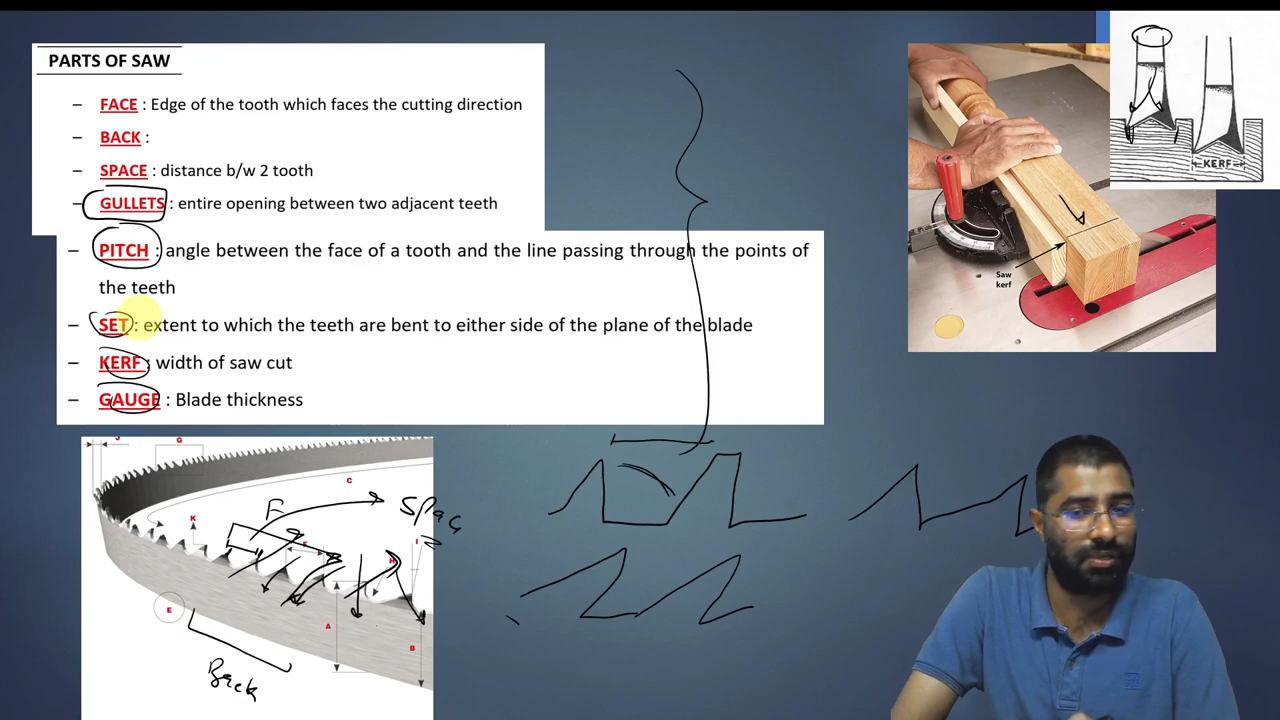 PARTS OF SAW
– FACE : Edge of the tooth which faces the cutting direction
– BACK :
– SPACE : distance b/w 2 tooth
– GULLETS : entire opening between two adjacent teeth
– PITCH : angle between the face of a tooth and the line passing through the points of
the teeth
– SET : extent to which the teeth are bent to either side of the plane of the blade
– KERF : width of saw cut
– GAUGE : Blade thickness
KERF
Saw
kerf
J
G
C
K
F
Spac
H
I
E
A
B
Back